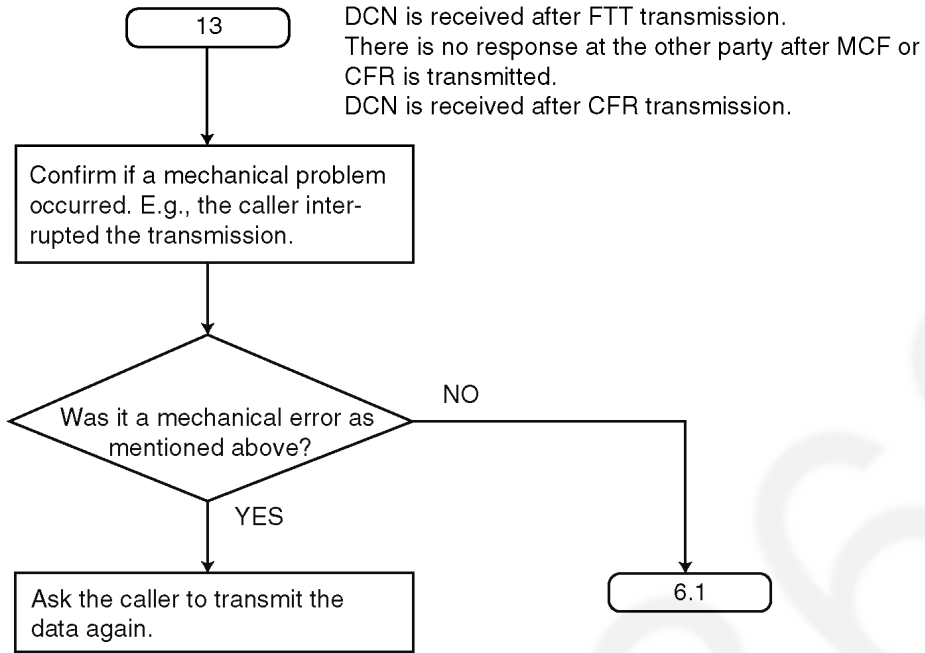 13
DCN is received after FTT transmission.
There is no response at the other party after MCF or
CFR is transmitted.
DCN is received after CFR transmission.
Confirm if a mechanical problem
occurred. E.g., the caller inter-
rupted the transmission.
Was it a mechanical error as
mentioned above?
NO
YES
Ask the caller to transmit the
data again.
6.1